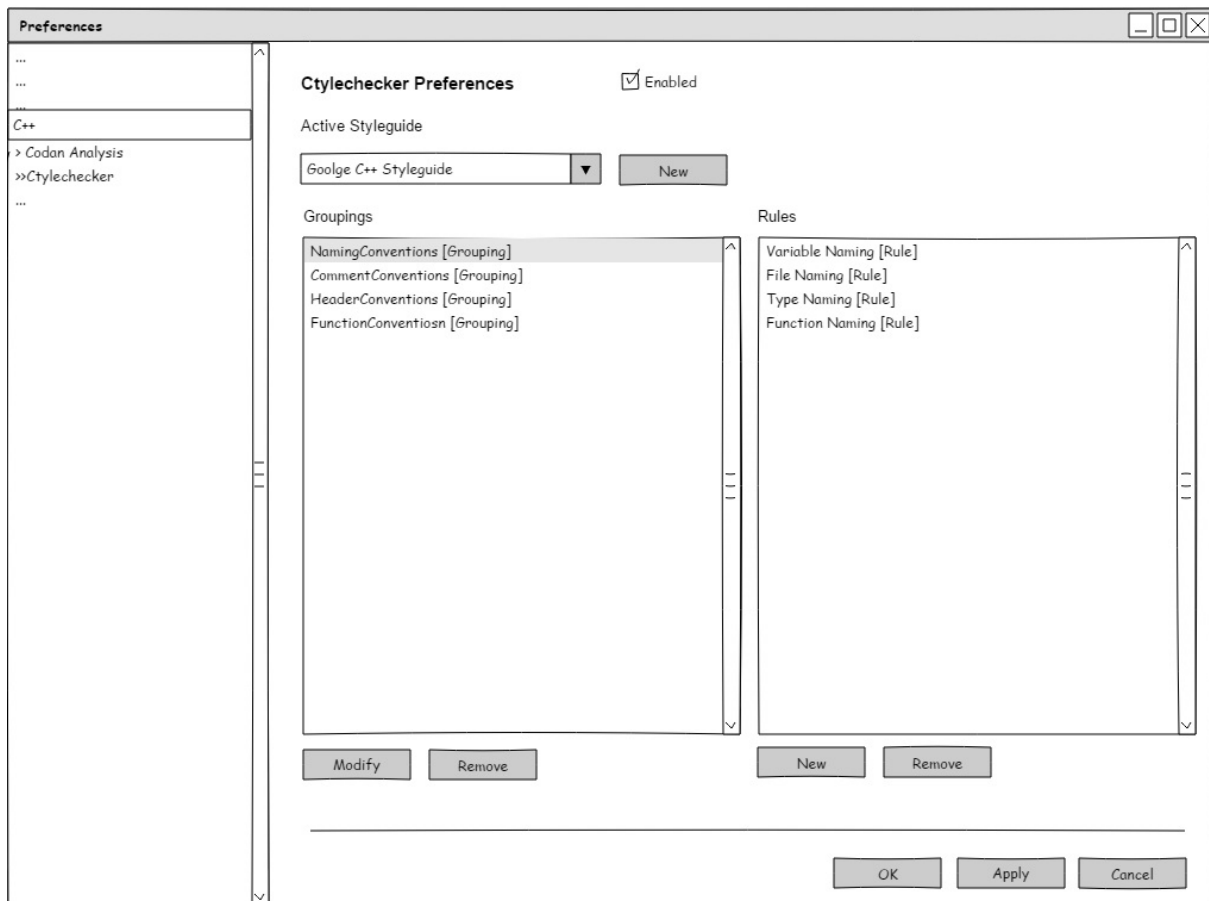 Preferences
...
...
...
C++
> Codan Analysis
>>Ctylechecker
...
Ctylechecker Preferences
Enabled
Active Styleguide
Goolge C++ Styleguide
New
Groupings
NamingConventions [Grouping]
CommentConventions [Grouping]
HeaderConventions [Grouping]
FunctionConventiosn [Grouping]
Modify
Remove
Rules
Variable Naming [Rule]
File Naming [Rule]
Type Naming [Rule]
Function Naming [Rule]
New
Remove
OK
Apply
Cancel